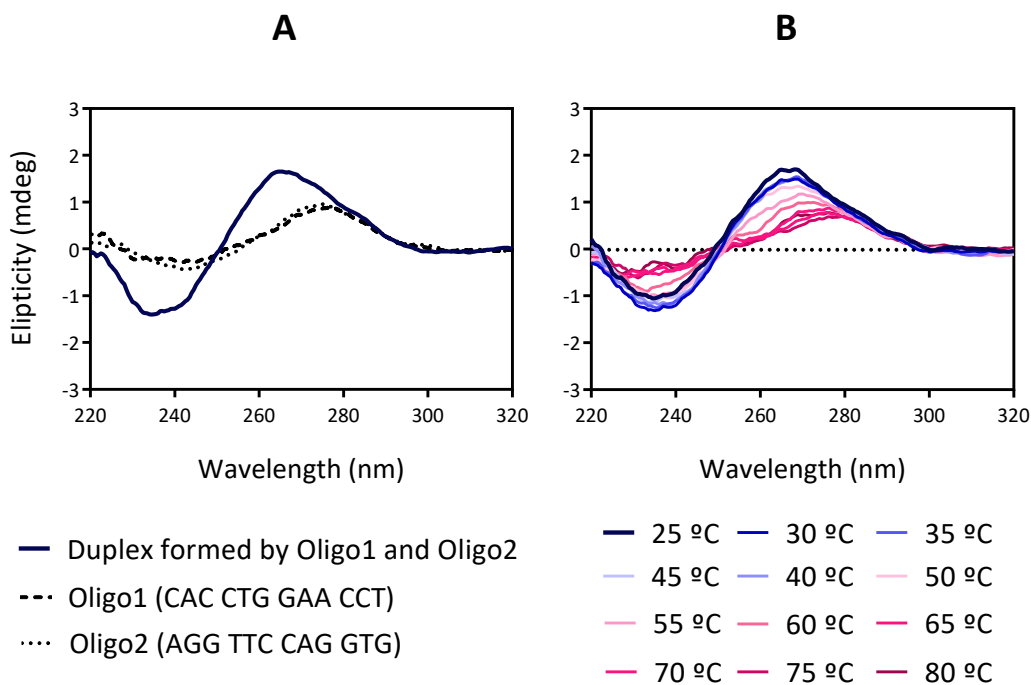 A
B
Elipticity (mdeg)
3
2
1
0
-1
-2
-3
220 240 260 280 300 320
Wavelength (nm)
3
2
1
0
-1
-2
-3
220 240 260 280 300 320
Wavelength (nm)
Duplex formed by Oligo1 and Oligo2
Oligo1 (CAC CTG GAA CCT)
Oligo2 (AGG TTC CAG GTG)
25 ºC 30 ºC 35 ºC
45 ºC 40 ºC 50 ºC
55 ºC 60 ºC 65 ºC
70 ºC 75 ºC 80 ºC